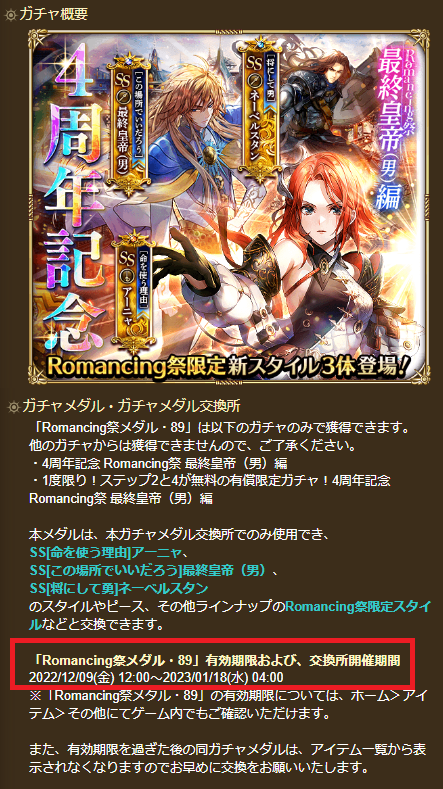 ガチャ概要
Romancing祭
最終皇帝(男)編
[将にして勇]
SS ネーベルスタン
[この場所でいいだろう]
SS 最終皇帝(男)
4周年記念
[命を使う理由]
SS アーニャ
Romancing祭限定新スタイル3体登場!
ガチャメダル・ガチャメダル交換所
「Romancing祭メダル・89」は以下のガチャのみで獲得できます。
他のガチャからは獲得できませんので、ご了承ください。
・4周年記念 Romancing祭 最終皇帝（男）編
・1度限り！ステップ2と4が無料の有償限定ガチャ！4周年記念
Romancing祭 最終皇帝（男）編
本メダルは、本ガチャメダル交換所でのみ使用でき、
SS[命を使う理由]アーニャ、
SS[この場所でいいだろう]最終皇帝（男）、
SS[将にして勇]ネーベルスタン
のスタイルやピース、その他ラインナップのRomancing祭限定スタイ
ルなどと交換できます。
「Romancing祭メダル・89」有効期限および、交換所開催期間
2022/12/09(金) 12:00～2023/01/18(水) 04:00
※「Romancing祭メダル・89」の有効期限については、ホーム＞アイ
テム＞その他にてゲーム内でもご確認いただけます。
また、有効期限を過ぎた後の同ガチャメダルは、アイテム一覧から表
示されなくなりますのでお早めに交換をお願いいたします。